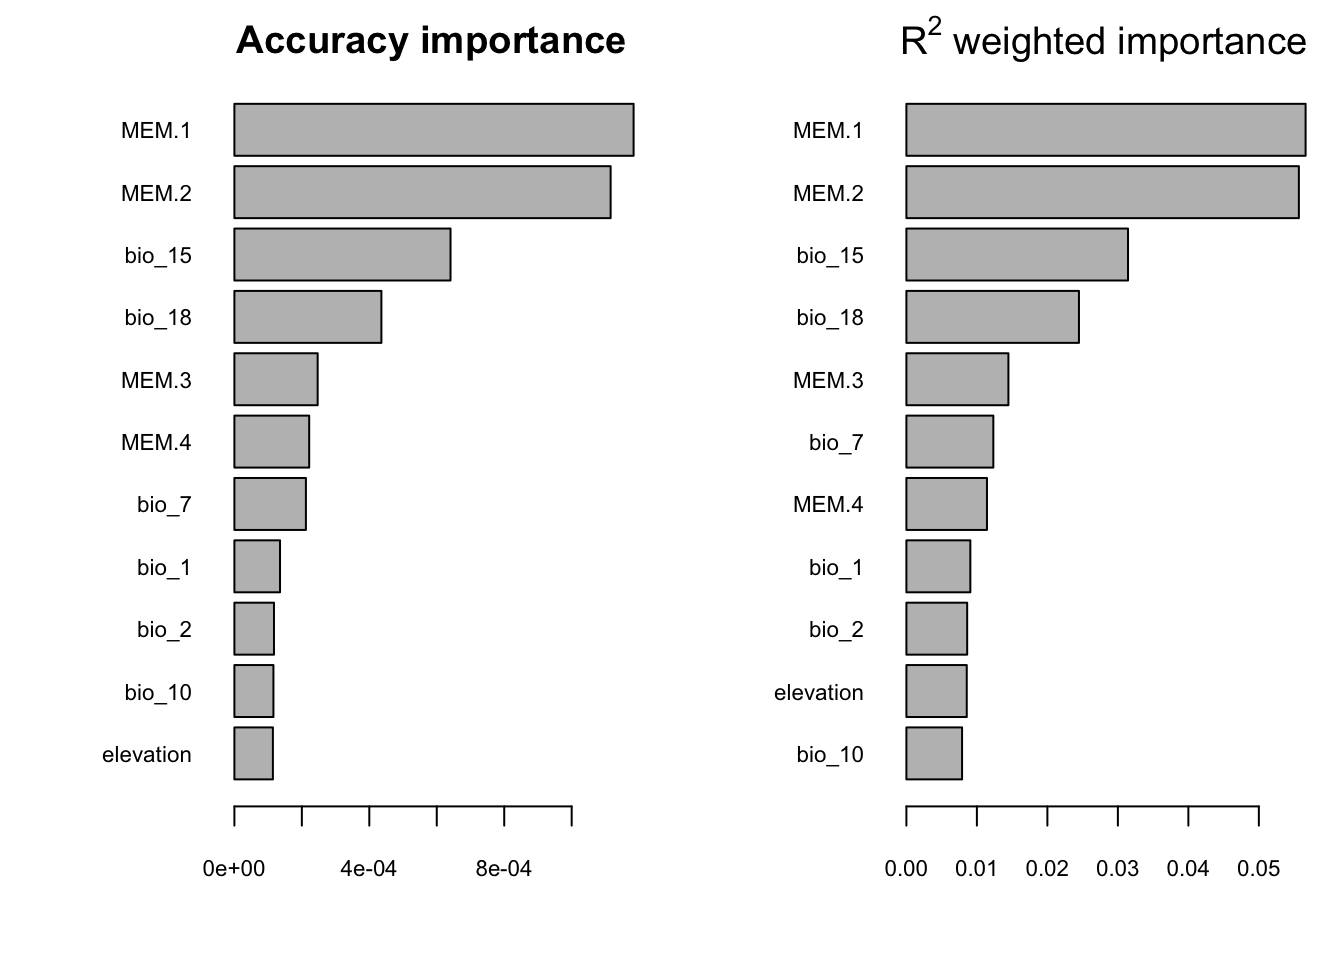 Accuracy importance
MEM.1
MEM.2
bio_15
bio_18
MEM.3
MEM.4
bio_7
bio_1
bio_2
bio_10
elevation
0e+00 4e-04 8e-04
R² weighted importance
MEM.1
MEM.2
bio_15
bio_18
MEM.3
bio_7
MEM.4
bio_1
bio_2
elevation
bio_10
0.00 0.01 0.02 0.03 0.04 0.05